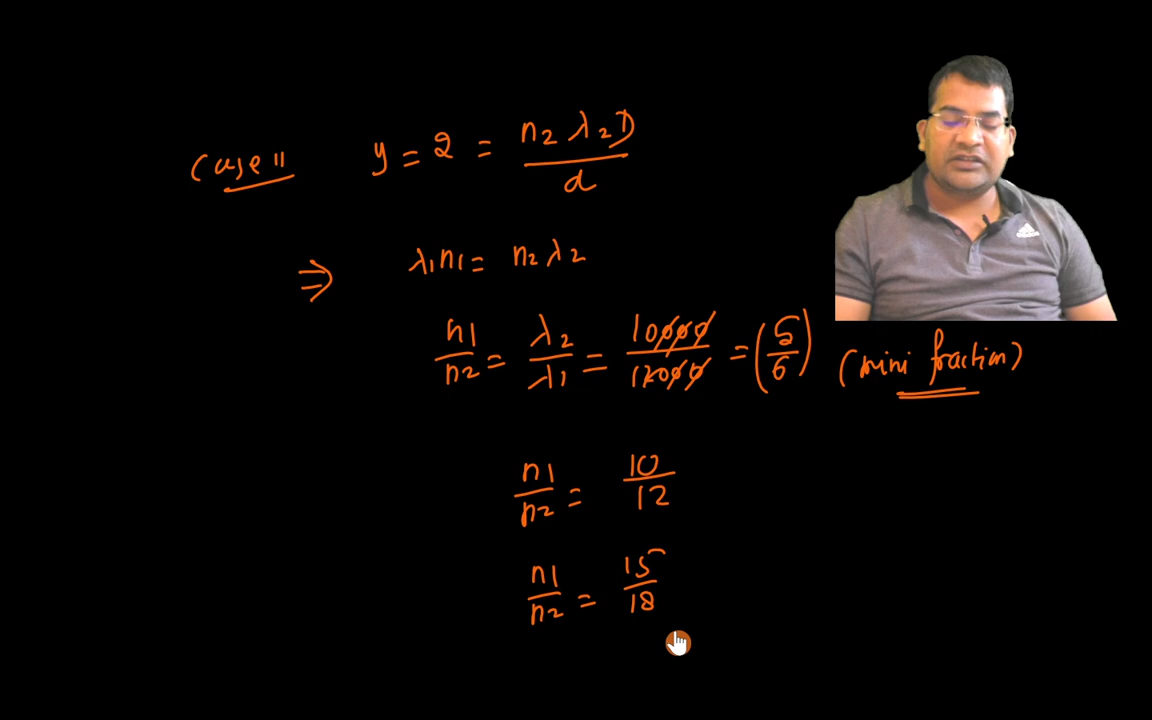 Case II y = 2 = n2 λ2 D / d
⇒ λ1 n1 = n2 λ2
n1/n2 = λ2/λ1 = 10000/12000 = (5/6) (mini fraction)
n1/n2 = 10/12
n1/n2 = 15/18